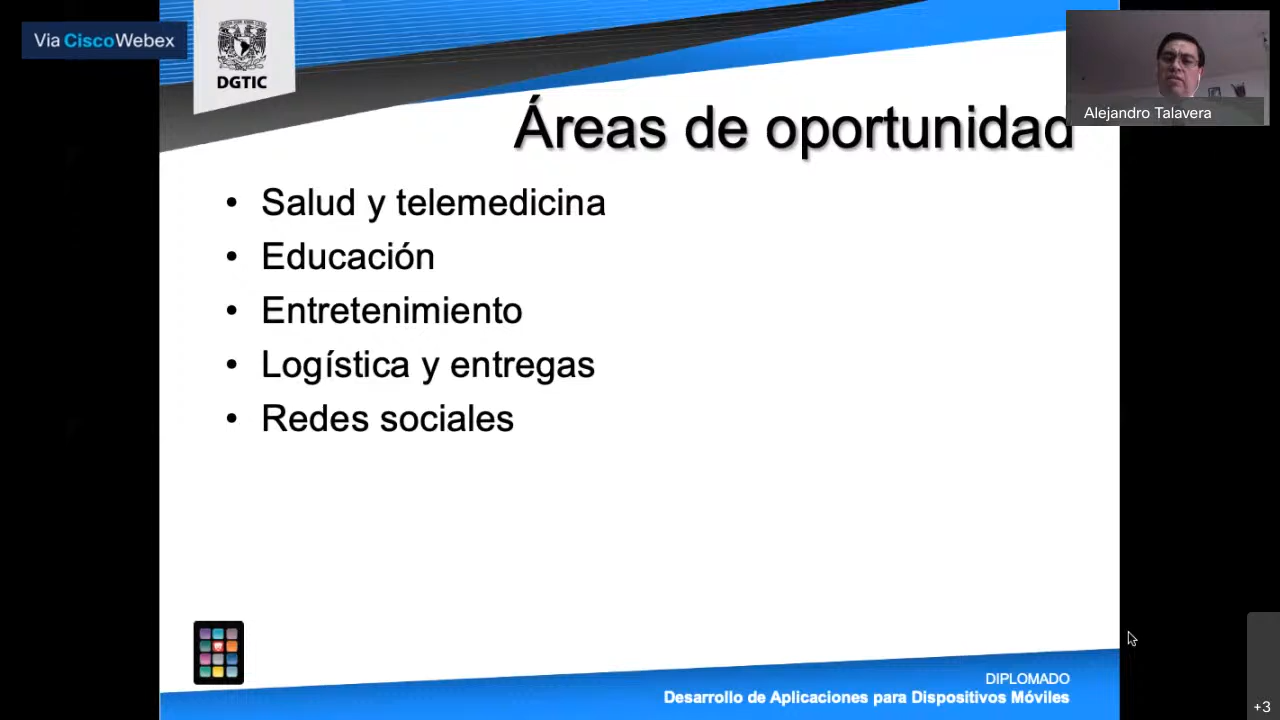 Via CiscoWebex
DGTIC
Alejandro Talavera
Áreas de oportunidad
• Salud y telemedicina
• Educación
• Entretenimiento
• Logística y entregas
• Redes sociales
DIPLOMADO
Desarrollo de Aplicaciones para Dispositivos Móviles
+3